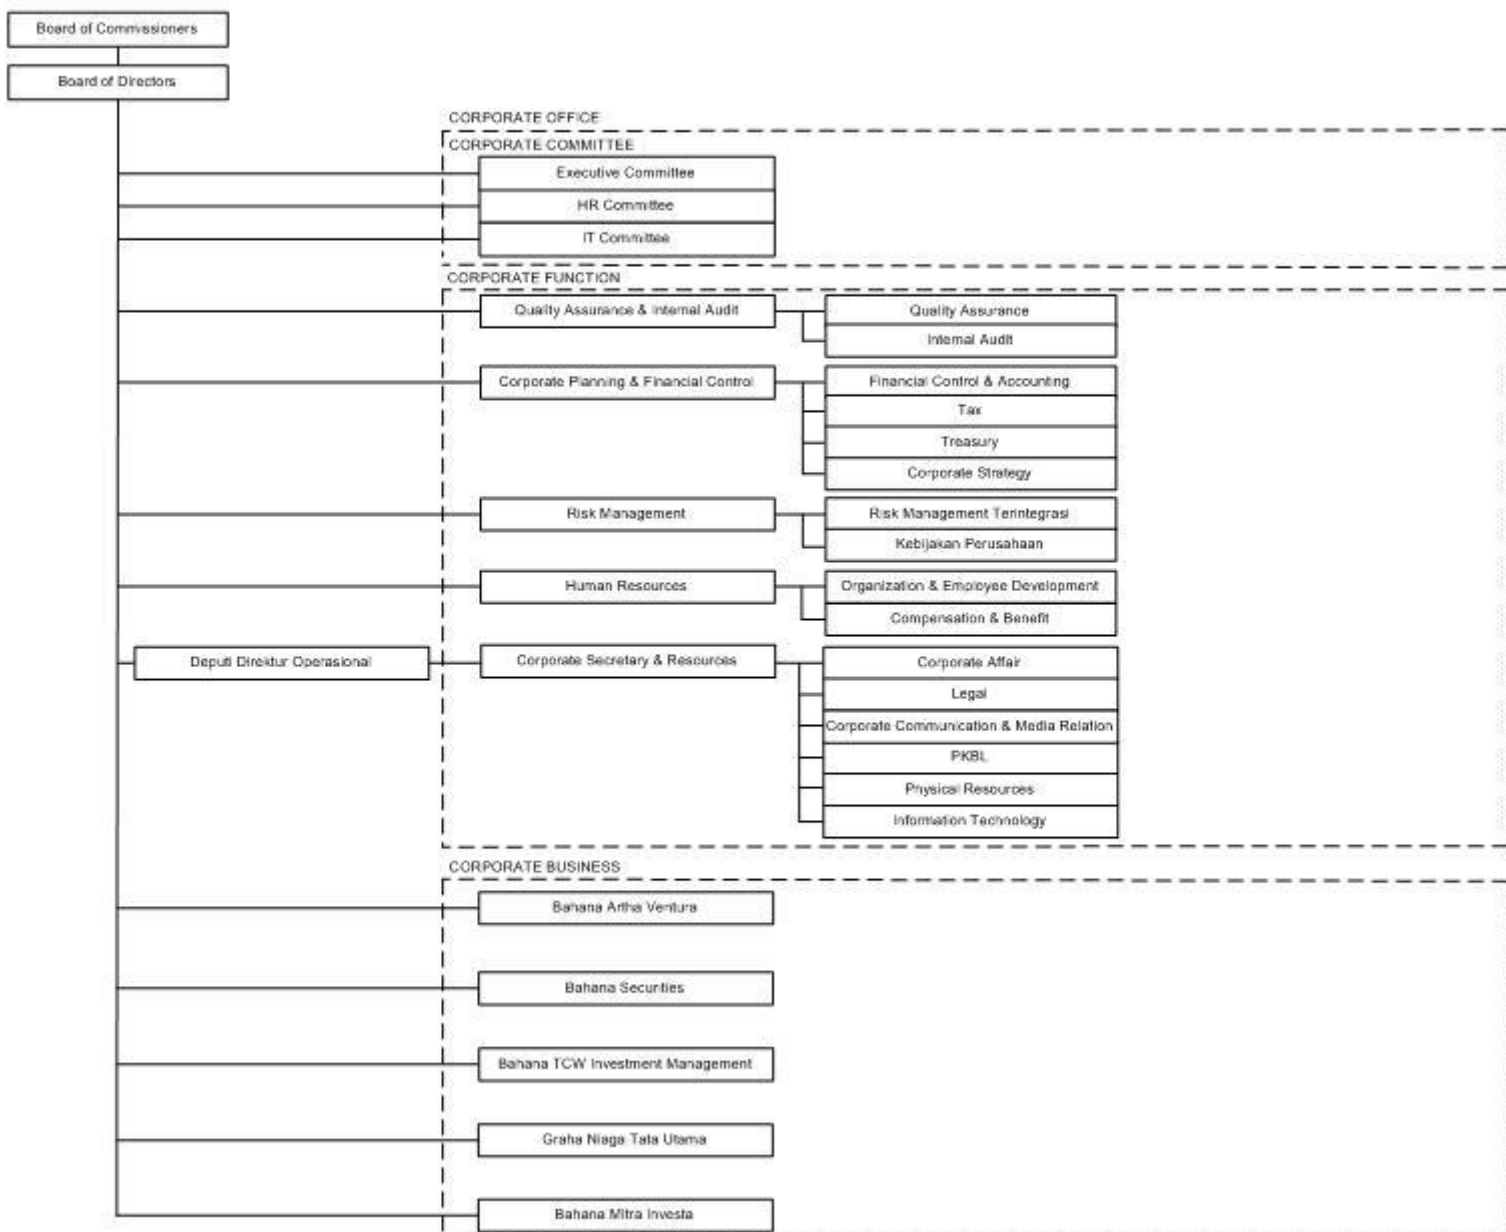 Board of Commissioners
Board of Directors
CORPORATE OFFICE
CORPORATE COMMITTEE
Executive Committee
HR Committee
IT Committee
CORPORATE FUNCTION
Quality Assurance & Internal Audit
Quality Assurance
Internal Audit
Corporate Planning & Financial Control
Financial Control & Accounting
Tax
Treasury
Corporate Strategy
Risk Management
Risk Management Terintegrasi
Kebijakan Perusahaan
Human Resources
Organization & Employee Development
Compensation & Benefit
Deputi Direktur Operasional
Corporate Secretary & Resources
Corporate Affair
Legal
Corporate Communication & Media Relation
PKBL
Physical Resources
Information Technology
CORPORATE BUSINESS
Bahana Artha Ventura
Bahana Securities
Bahana TCW Investment Management
Graha Niaga Tata Utama
Bahana Mitra Investa